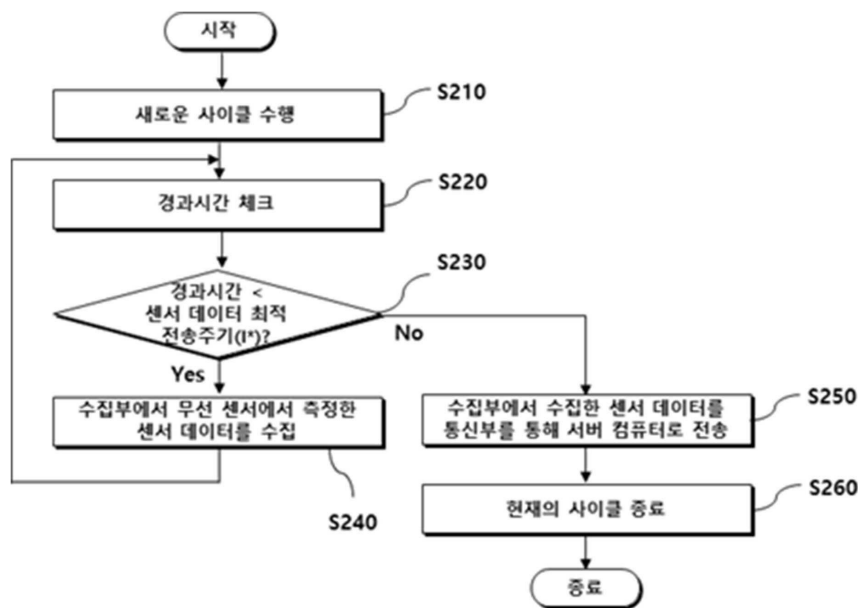 시작
새로운 사이클 수행
S210
경과시간 체크
S220
경과시간 <
센서 데이터 최적
전송주기(I*)?
S230
No
Yes
수집부에서 무선 센서에서 측정한
센서 데이터를 수집
S240
수집부에서 수집한 센서 데이터를
통신부를 통해 서버 컴퓨터로 전송
S250
현재의 사이클 종료
S260
종료